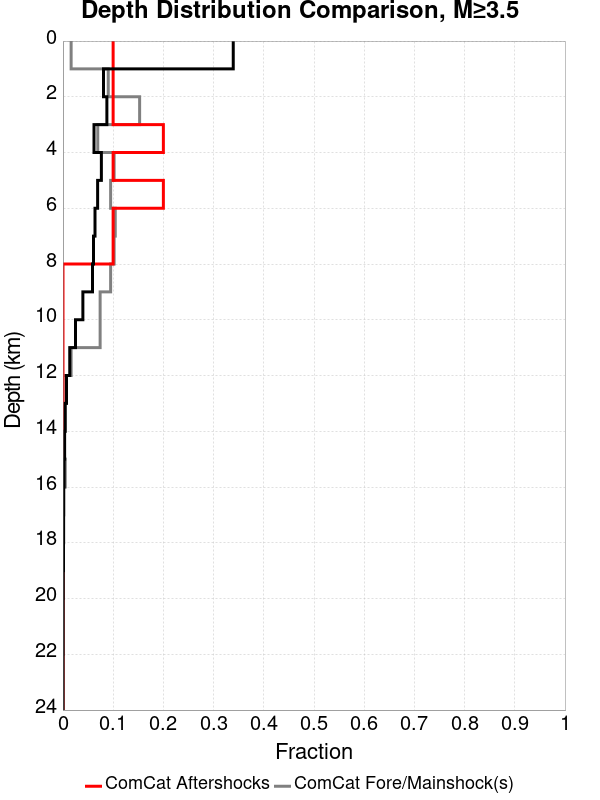 Depth Distribution Comparison, M≥3.5
0
2
4
6
8
10
12
14
16
18
20
22
24
Depth (km)
0 0.1 0.2 0.3 0.4 0.5 0.6 0.7 0.8 0.9 1
Fraction
ComCat Aftershocks ComCat Fore/Mainshock(s)